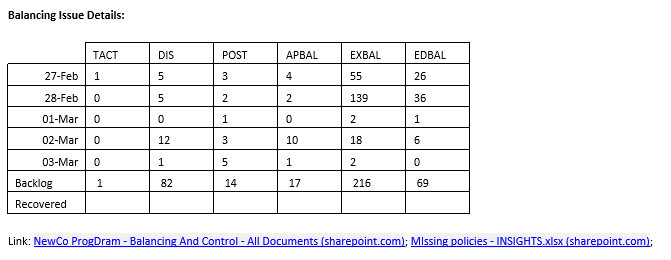 Balancing Issue Details:
TACT DIS POST APBAL EXBAL EDBAL
27-Feb 1 5 3 4 55 26
28-Feb 0 5 2 2 139 36
01-Mar 0 0 1 0 2 1
02-Mar 0 12 3 10 18 6
03-Mar 0 1 5 1 2 0
Backlog 1 82 14 17 216 69
Recovered
Link: NewCo ProgDram - Balancing And Control - All Documents (sharepoint.com); MIssing policies - INSIGHTS.xlsx (sharepoint.com);